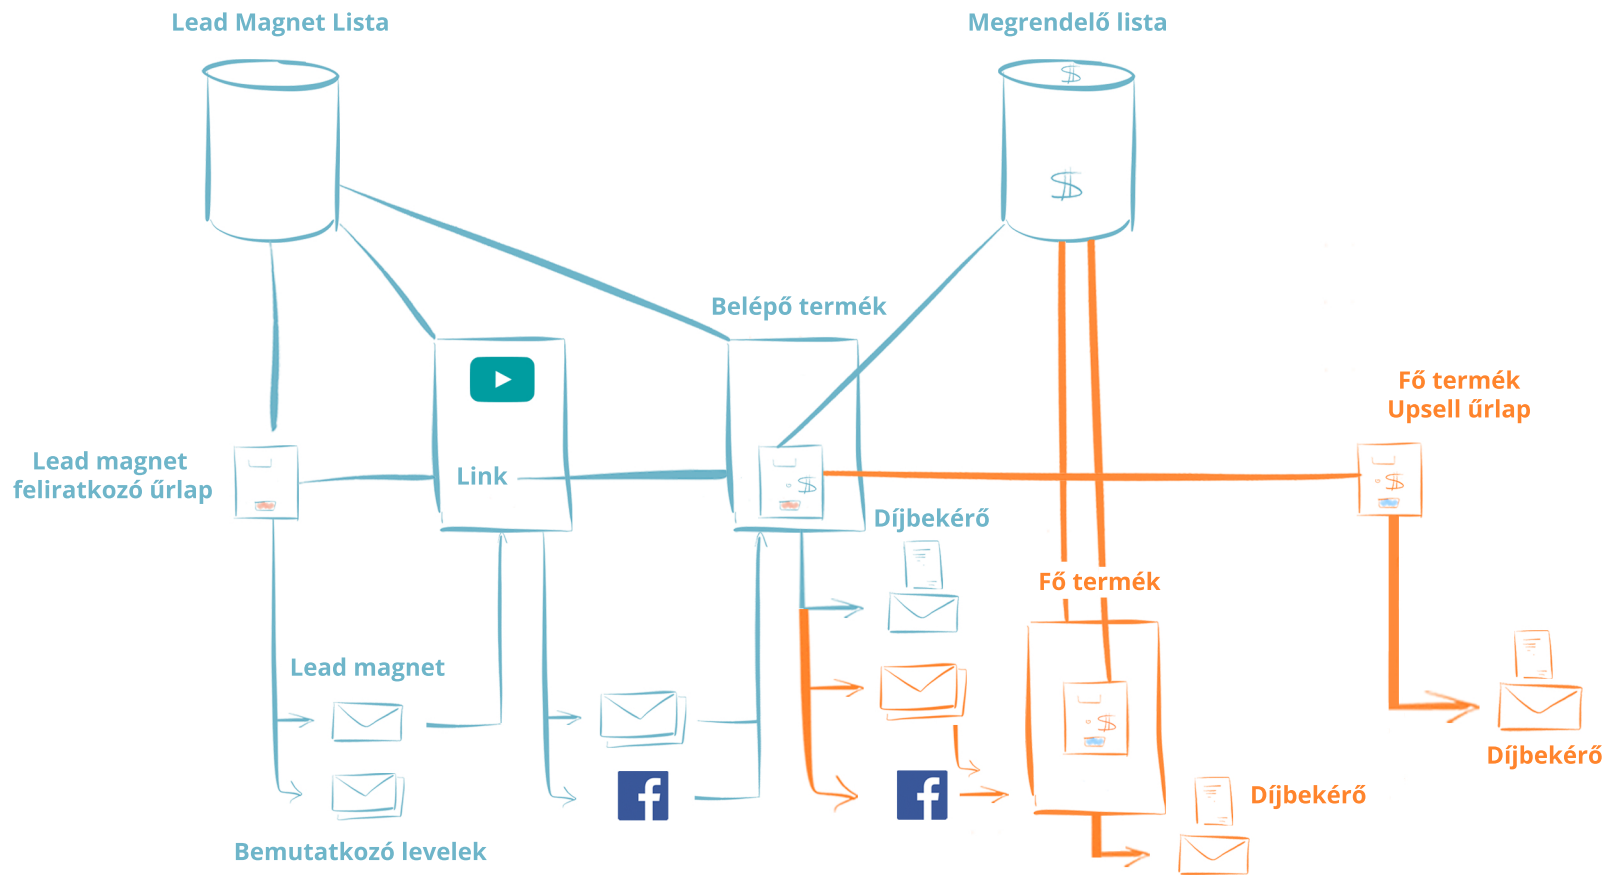 Lead Magnet Lista
Megrendelő lista
$
$
Belépő termék
Fő termék
Upsell űrlap
Lead magnet
feliratkozó űrlap
Link
$
$
Díjbekérő
Fő termék
Lead magnet
$
Díjbekérő
Díjbekérő
Bemutatkozó levelek